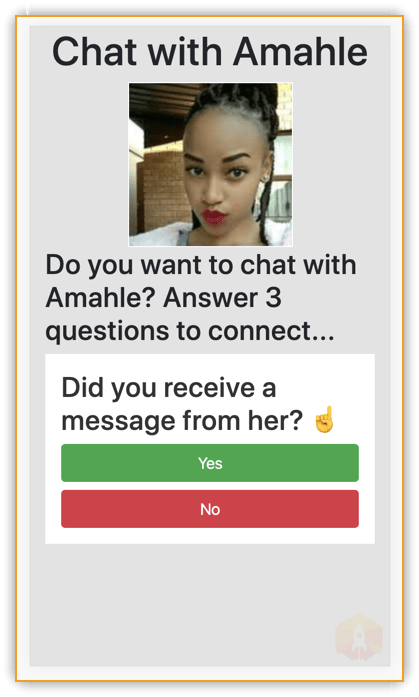 Chat with Amahle
Do you want to chat with
Amahle? Answer 3
questions to connect...
Did you receive a
message from her? ☝️
Yes
No